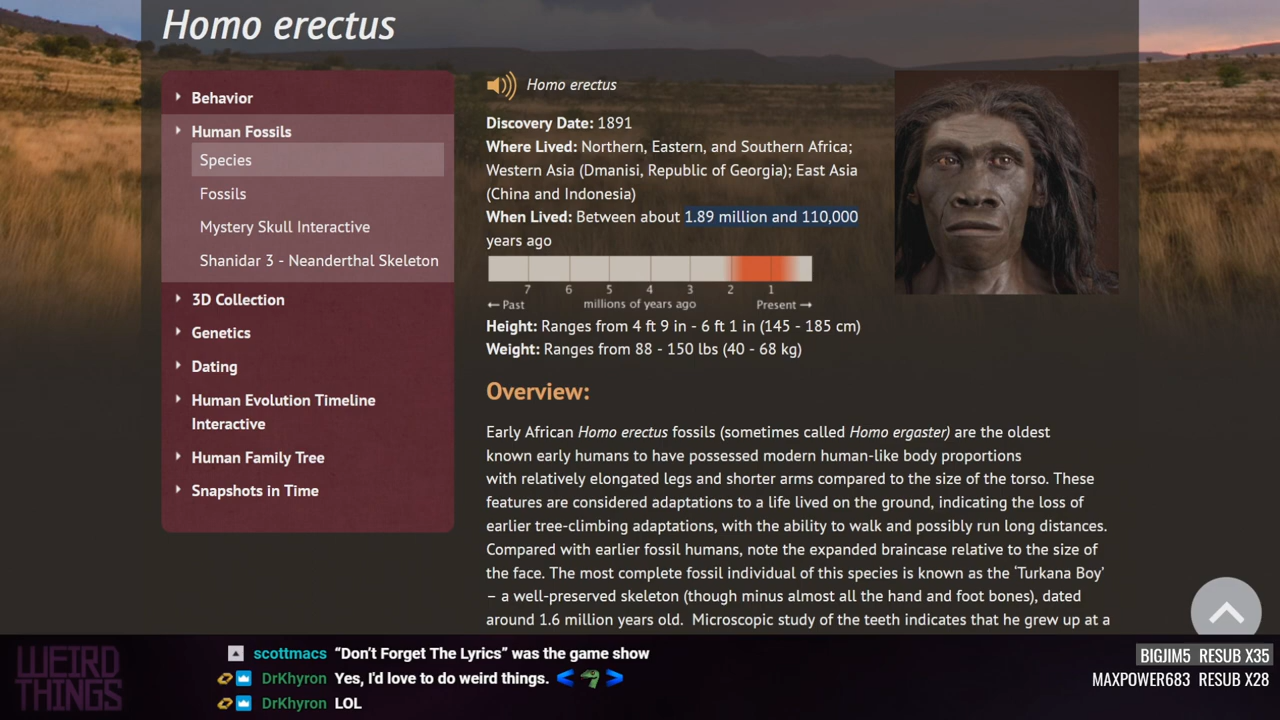 Homo erectus
Behavior
Human Fossils
Species
Fossils
Mystery Skull Interactive
Shanidar 3 - Neanderthal Skeleton
3D Collection
Genetics
Dating
Human Evolution Timeline
Interactive
Human Family Tree
Snapshots in Time
Homo erectus
Discovery Date: 1891
Where Lived: Northern, Eastern, and Southern Africa;
Western Asia (Dmanisi, Republic of Georgia); East Asia
(China and Indonesia)
When Lived: Between about 1.89 million and 110,000
years ago
7 6 5 4 3 2 1
← Past millions of years ago Present →
Height: Ranges from 4 ft 9 in - 6 ft 1 in (145 - 185 cm)
Weight: Ranges from 88 - 150 lbs (40 - 68 kg)
Overview:
Early African Homo erectus fossils (sometimes called Homo ergaster) are the oldest
known early humans to have possessed modern human-like body proportions
with relatively elongated legs and shorter arms compared to the size of the torso. These
features are considered adaptations to a life lived on the ground, indicating the loss of
earlier tree-climbing adaptations, with the ability to walk and possibly run long distances.
Compared with earlier fossil humans, note the expanded braincase relative to the size of
the face. The most complete fossil individual of this species is known as the ‘Turkana Boy’
– a well-preserved skeleton (though minus almost all the hand and foot bones), dated
around 1.6 million years old. Microscopic study of the teeth indicates that he grew up at a
WEIRD
THINGS
scottmacs “Don’t Forget The Lyrics” was the game show
DrKhyron Yes, I'd love to do weird things.
DrKhyron LOL
BIGJIM5 RESUB X35
MAXPOWER683 RESUB X28